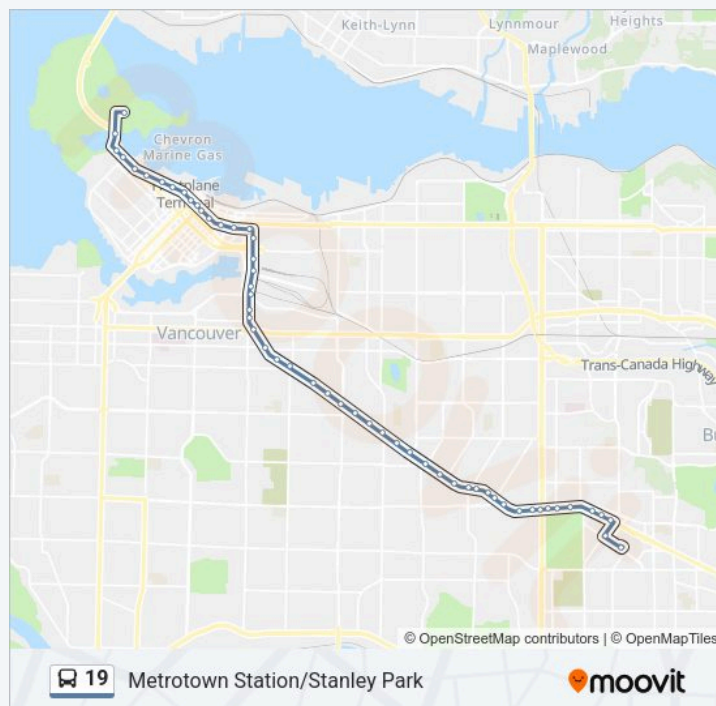 Keith-Lynn
Lynnmour
Heights
Maplewood
Chevron
Marine Gas
Terminal
Vancouver
Trans-Canada Highway
© OpenStreetMap contributors | © OpenMapTiles
19 Metrotown Station/Stanley Park
moovit